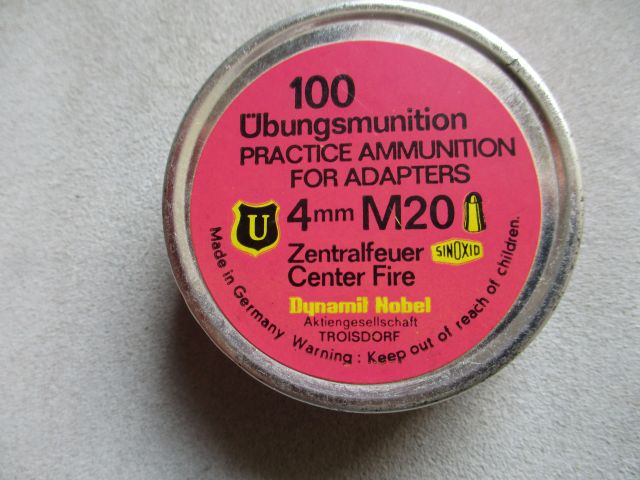 100
Übungsmunition
PRACTICE AMMUNITION
FOR ADAPTERS
U 4mm M20
Zentralfeuer SINOXID
Center Fire
Dynamit Nobel
Aktiengesellschaft
TROISDORF
Made in Germany Warning : Keep out of reach of children.